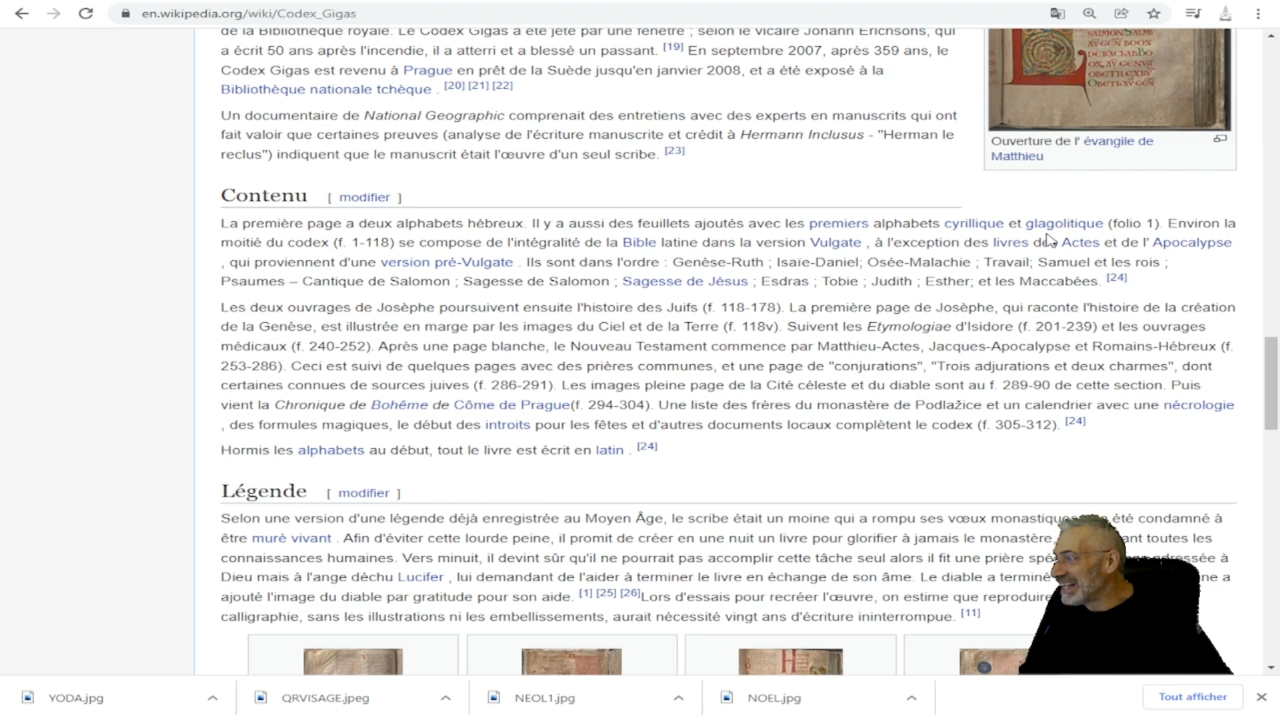 en.wikipedia.org/wiki/Codex_Gigas
de la Bibliothèque royale. Le Codex Gigas a été jeté par une fenêtre ; selon le vicaire Johann Erichsons, qui
a écrit 50 ans après l'incendie, il a atterri et a blessé un passant. [19] En septembre 2007, après 359 ans, le
Codex Gigas est revenu à Prague en prêt de la Suède jusqu'en janvier 2008, et a été exposé à la
Bibliothèque nationale tchèque . [20] [21] [22]
Un documentaire de National Geographic comprenait des entretiens avec des experts en manuscrits qui ont
fait valoir que certaines preuves (analyse de l'écriture manuscrite et crédit à Hermann Inclusus - "Herman le
reclus") indiquent que le manuscrit était l'œuvre d'un seul scribe. [23]
Ouverture de l' évangile de
Matthieu
Contenu [ modifier ]
La première page a deux alphabets hébreux. Il y a aussi des feuillets ajoutés avec les premiers alphabets cyrillique et glagolitique (folio 1). Environ la
moitié du codex (f. 1-118) se compose de l'intégralité de la Bible latine dans la version Vulgate , à l'exception des livres des Actes et de l' Apocalypse
, qui proviennent d'une version pré-Vulgate . Ils sont dans l'ordre : Genèse-Ruth ; Isaïe-Daniel; Osée-Malachie ; Travail; Samuel et les rois ;
Psaumes – Cantique de Salomon ; Sagesse de Salomon ; Sagesse de Jésus ; Esdras ; Tobie ; Judith ; Esther; et les Maccabées. [24]
Les deux ouvrages de Josèphe poursuivent ensuite l'histoire des Juifs (f. 118-178). La première page de Josèphe, qui raconte l'histoire de la création
de la Genèse, est illustrée en marge par les images du Ciel et de la Terre (f. 118v). Suivent les Etymologiae d'Isidore (f. 201-239) et les ouvrages
médicaux (f. 240-252). Après une page blanche, le Nouveau Testament commence par Matthieu-Actes, Jacques-Apocalypse et Romains-Hébreux (f.
253-286). Ceci est suivi de quelques pages avec des prières communes, et une page de "conjurations", "Trois adjurations et deux charmes", dont
certaines connues de sources juives (f. 286-291). Les images pleine page de la Cité céleste et du diable sont au f. 289-90 de cette section. Puis
vient la Chronique de Bohême de Côme de Prague(f. 294-304). Une liste des frères du monastère de Podlažice et un calendrier avec une nécrologie
, des formules magiques, le début des introits pour les fêtes et d'autres documents locaux complètent le codex (f. 305-312). [24]
Hormis les alphabets au début, tout le livre est écrit en latin . [24]
Légende [ modifier ]
Selon une version d'une légende déjà enregistrée au Moyen Âge, le scribe était un moine qui a rompu ses vœux monastiques été condamné à
être muré vivant . Afin d'éviter cette lourde peine, il promit de créer en une nuit un livre pour glorifier à jamais le monastère, toutes les
connaissances humaines. Vers minuit, il devint sûr qu'il ne pourrait pas accomplir cette tâche seul alors il fit une prière adressée à
Dieu mais à l'ange déchu Lucifer , lui demandant de l'aider à terminer le livre en échange de son âme. Le diable a terminé a
ajouté l'image du diable par gratitude pour son aide. [1] [25] [26]Lors d'essais pour recréer l'œuvre, on estime que
calligraphie, sans les illustrations ni les embellissements, aurait nécessité vingt ans d'écriture ininterrompue. [11]
YODA.jpg QRVISAGE.jpeg NEOL1.jpg NOEL.jpg Tout afficher